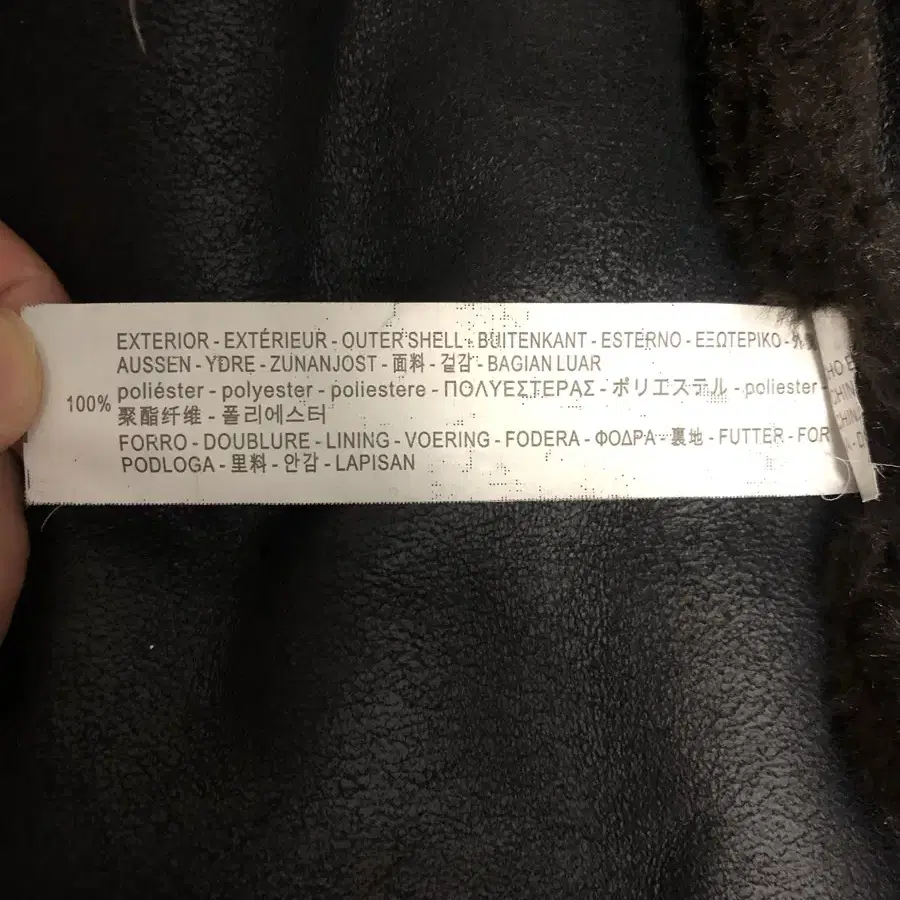 EXTERIOR - EXTÉRIEUR - OUTER SHELL - BUITENKANT - ESTERNO - ΕΞΩΤΕΡΙΚΟ - 外
AUSSEN - YDRE - ZUNANJOST - 面料 - 겉감 - BAGIAN LUAR
100% poliéster - polyester - poliestere - ΠΟΛΥΕΣΤΕΡΑΣ - ポリエステル - poliester -
聚酯纤维 - 폴리에스터
FORRO - DOUBLURE - LINING - VOERING - FODERA - ΦΟΔΡΑ - 裏地 - FUTTER - FOR
PODLOGA - 里料 - 안감 - LAPISAN